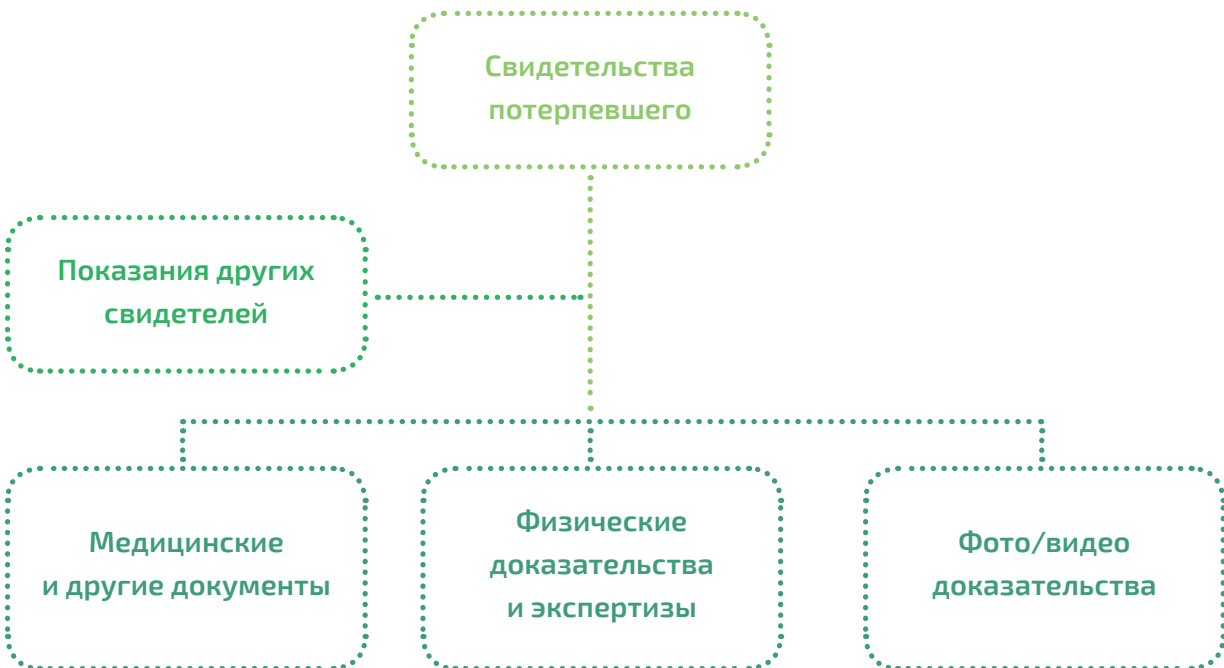 Свидетельства
потерпевшего
Показания других
свидетелей
Медицинские
и другие документы
Физические
доказательства
и экспертизы
Фото/видео
доказательства